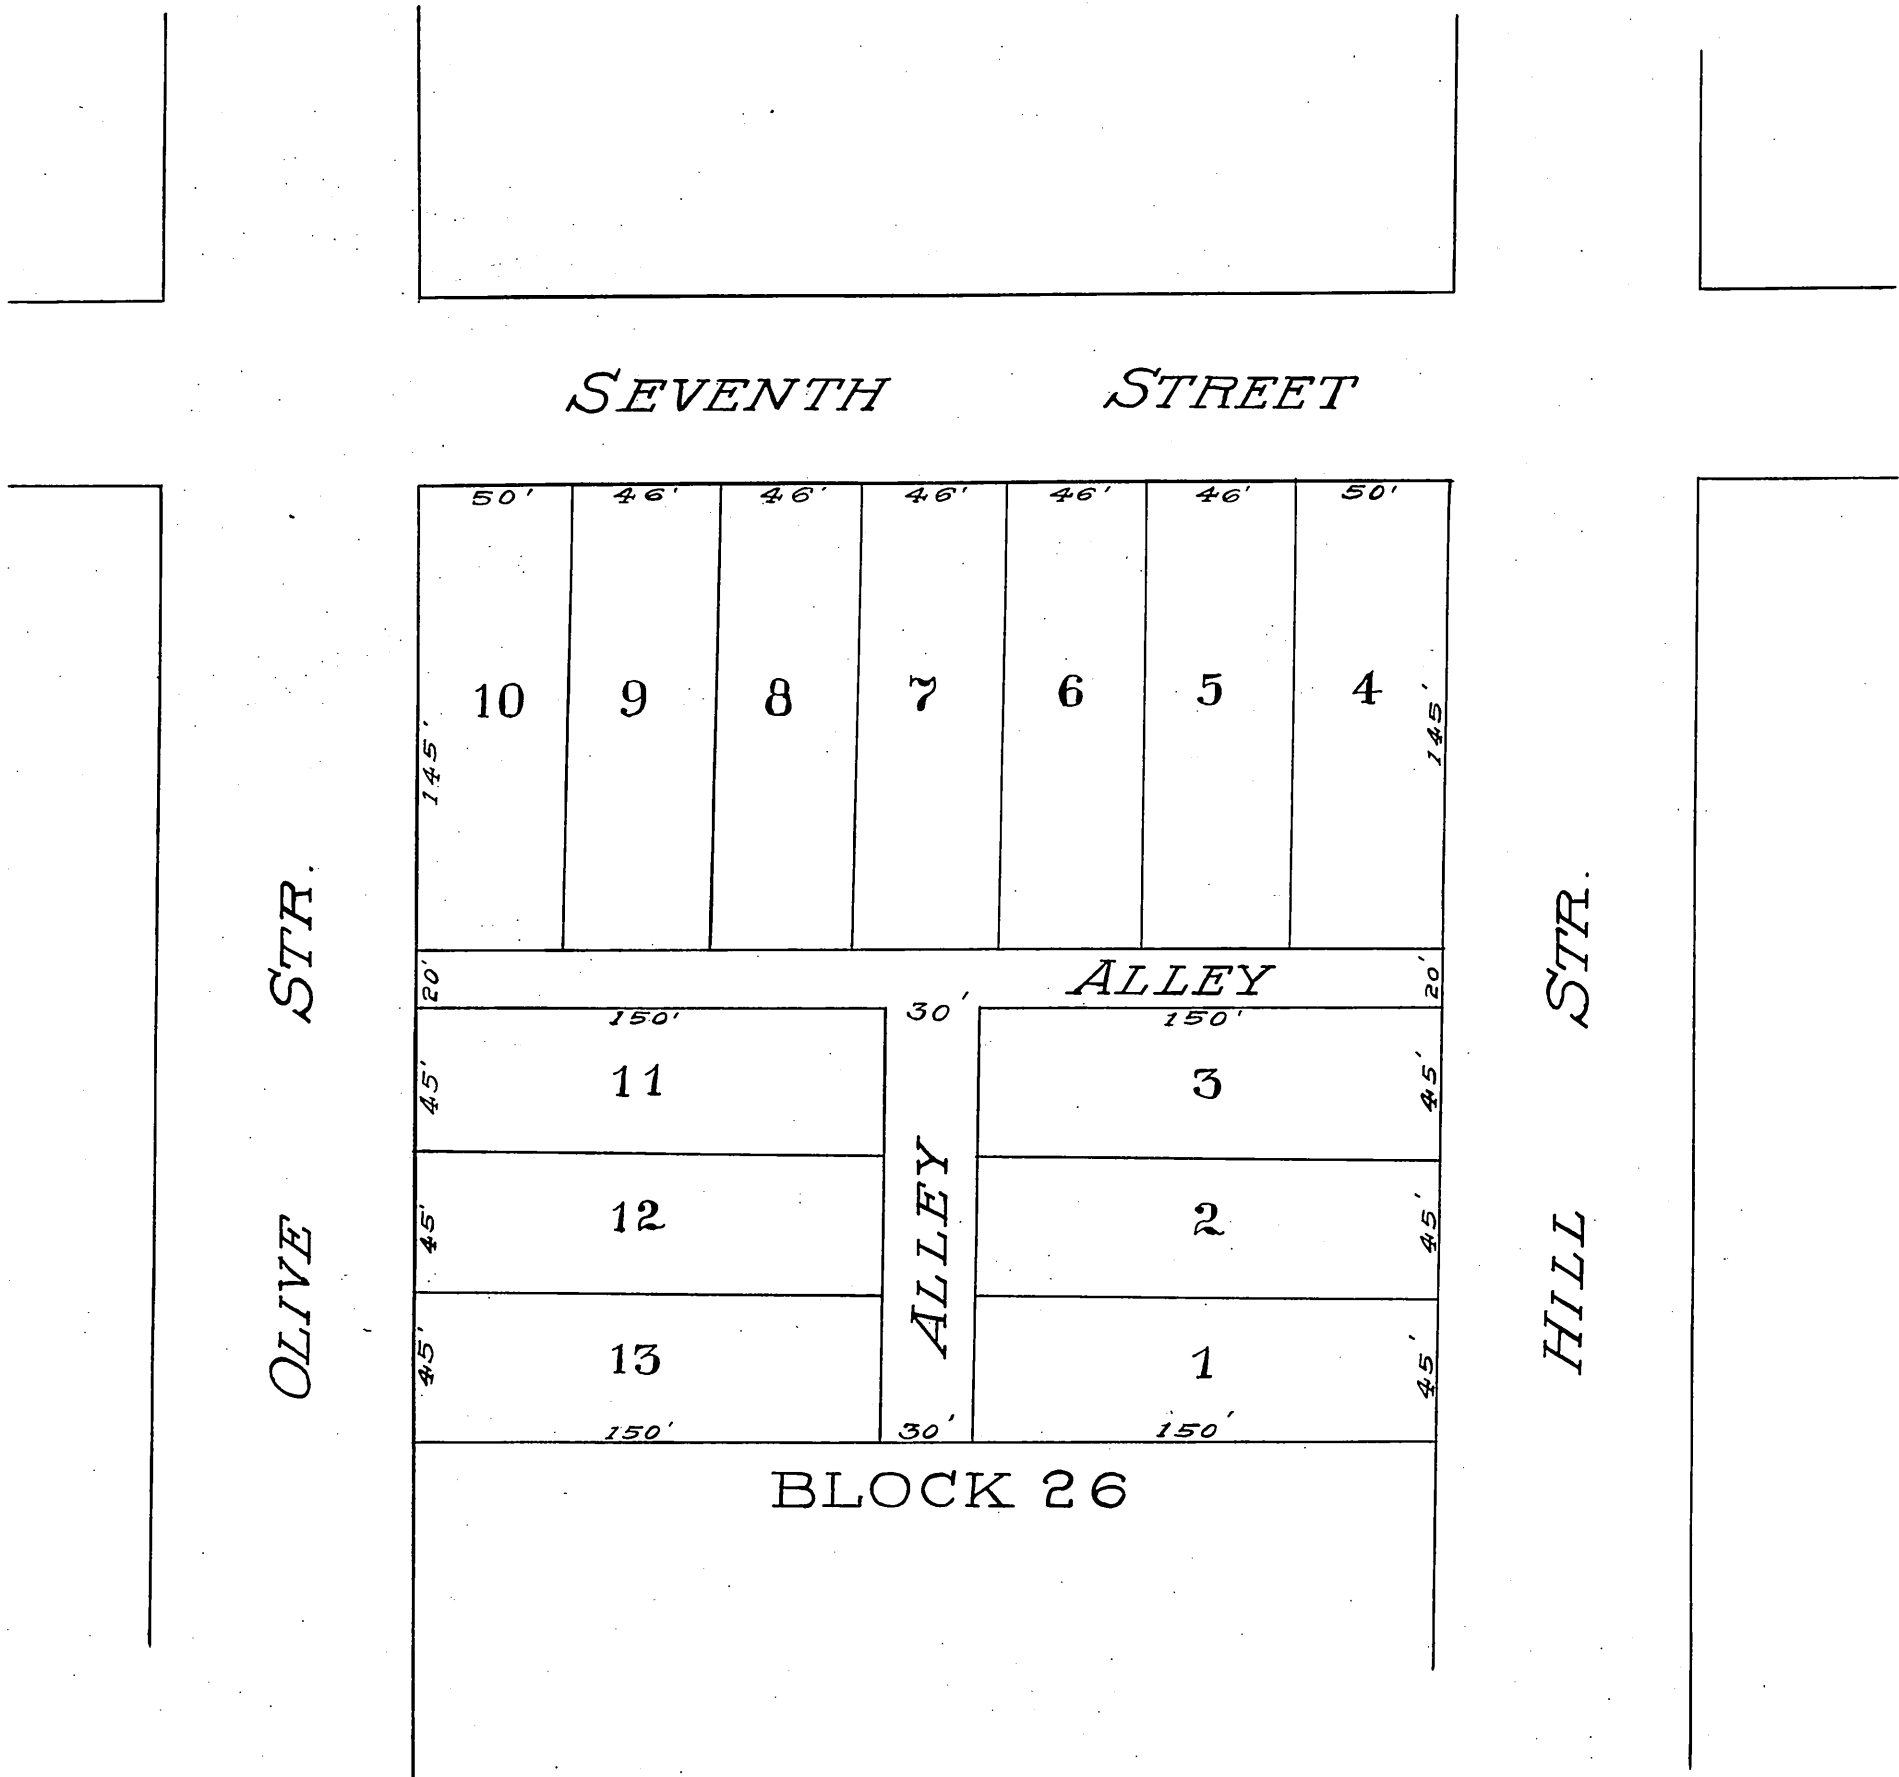 SEVENTH STREET
50' 46' 46' 46' 46' 46' 50'
10 9 8 7 6 5 4
145' 145'
20' ALLEY 20'
150' 30' 150'
45' 11 3 45'
45' 12 2 45'
45' 13 1 45'
ALLEY
150' 30' 150'
BLOCK 26
OLIVE STR.
HILL STR.